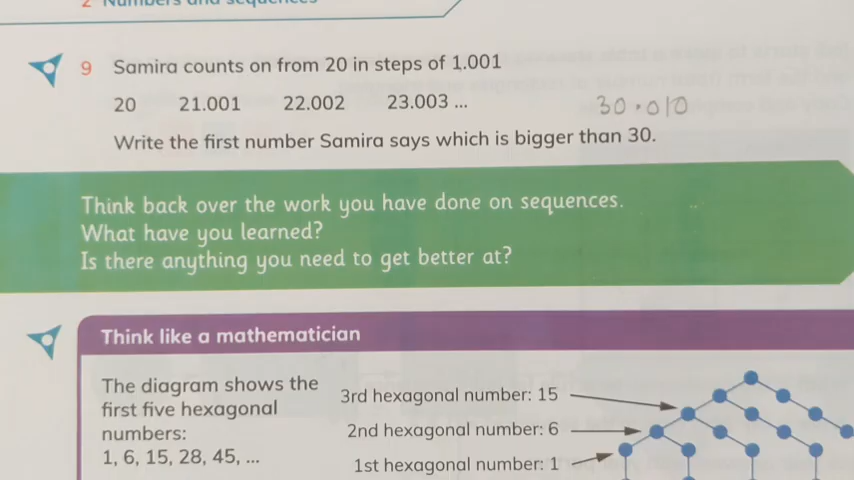 2 Numbers and sequences
9 Samira counts on from 20 in steps of 1.001
20 21.001 22.002 23.003 ...
30.010
Write the first number Samira says which is bigger than 30.
Think back over the work you have done on sequences.
What have you learned?
Is there anything you need to get better at?
Think like a mathematician
The diagram shows the
first five hexagonal
numbers:
1, 6, 15, 28, 45, ...
3rd hexagonal number: 15
2nd hexagonal number: 6
1st hexagonal number: 1